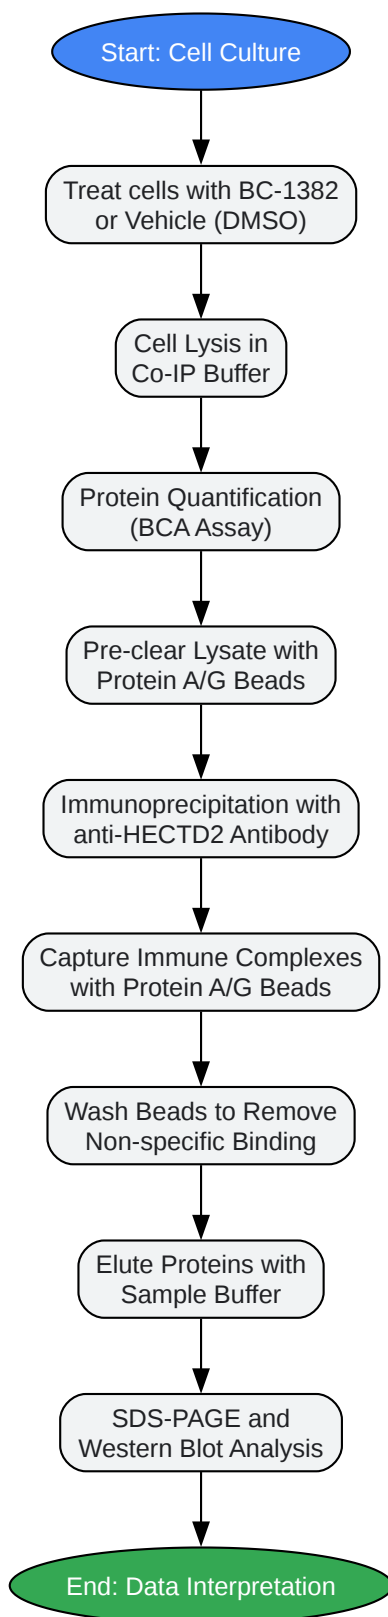 Start: Cell Culture
Treat cells with BC-1382
or Vehicle (DMSO)
Cell Lysis in
Co-IP Buffer
Protein Quantification
(BCA Assay)
Pre-clear Lysate with
Protein A/G Beads
Immunoprecipitation with
anti-HECTD2 Antibody
Capture Immune Complexes
with Protein A/G Beads
Wash Beads to Remove
Non-specific Binding
Elute Proteins with
Sample Buffer
SDS-PAGE and
Western Blot Analysis
End: Data Interpretation